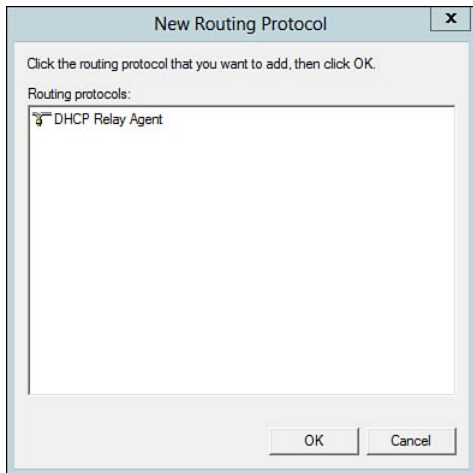 New Routing Protocol
x
Click the routing protocol that you want to add, then click OK.
Routing protocols:
DHCP Relay Agent
OK
Cancel